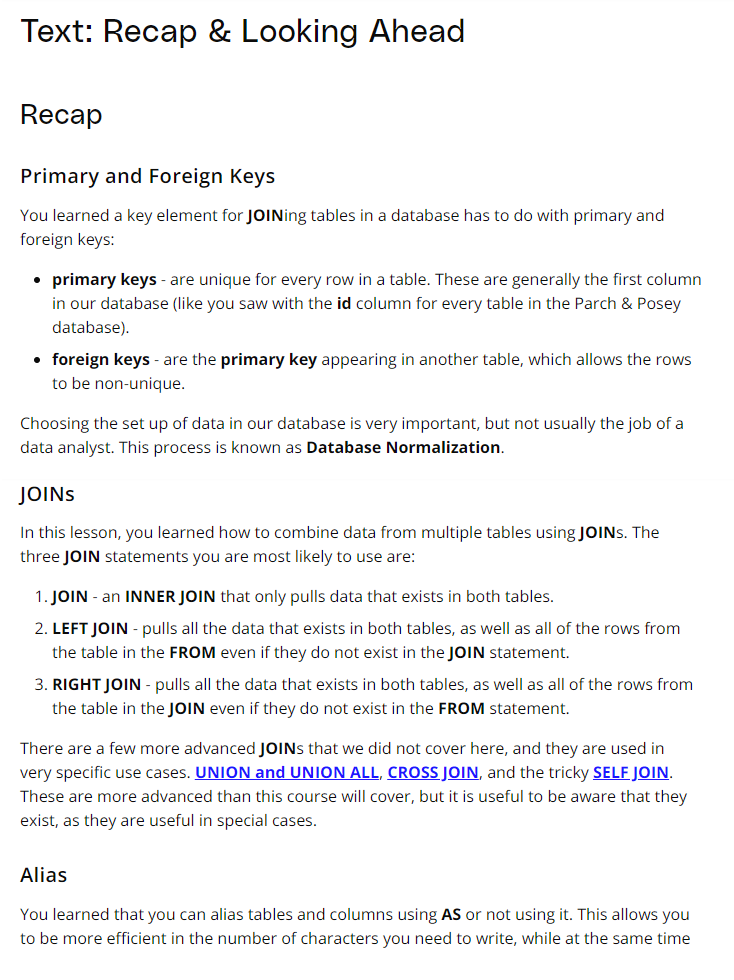 Text: Recap & Looking Ahead
Recap
Primary and Foreign Keys
You learned a key element for JOINing tables in a database has to do with primary and
foreign keys:
• primary keys - are unique for every row in a table. These are generally the first column
in our database (like you saw with the id column for every table in the Parch & Posey
database).
• foreign keys - are the primary key appearing in another table, which allows the rows
to be non-unique.
Choosing the set up of data in our database is very important, but not usually the job of a
data analyst. This process is known as Database Normalization.
JOINs
In this lesson, you learned how to combine data from multiple tables using JOINs. The
three JOIN statements you are most likely to use are:
1. JOIN - an INNER JOIN that only pulls data that exists in both tables.
2. LEFT JOIN - pulls all the data that exists in both tables, as well as all of the rows from
the table in the FROM even if they do not exist in the JOIN statement.
3. RIGHT JOIN - pulls all the data that exists in both tables, as well as all of the rows from
the table in the JOIN even if they do not exist in the FROM statement.
There are a few more advanced JOINs that we did not cover here, and they are used in
very specific use cases. UNION and UNION ALL, CROSS JOIN, and the tricky SELF JOIN.
These are more advanced than this course will cover, but it is useful to be aware that they
exist, as they are useful in special cases.
Alias
You learned that you can alias tables and columns using AS or not using it. This allows you
to be more efficient in the number of characters you need to write, while at the same time